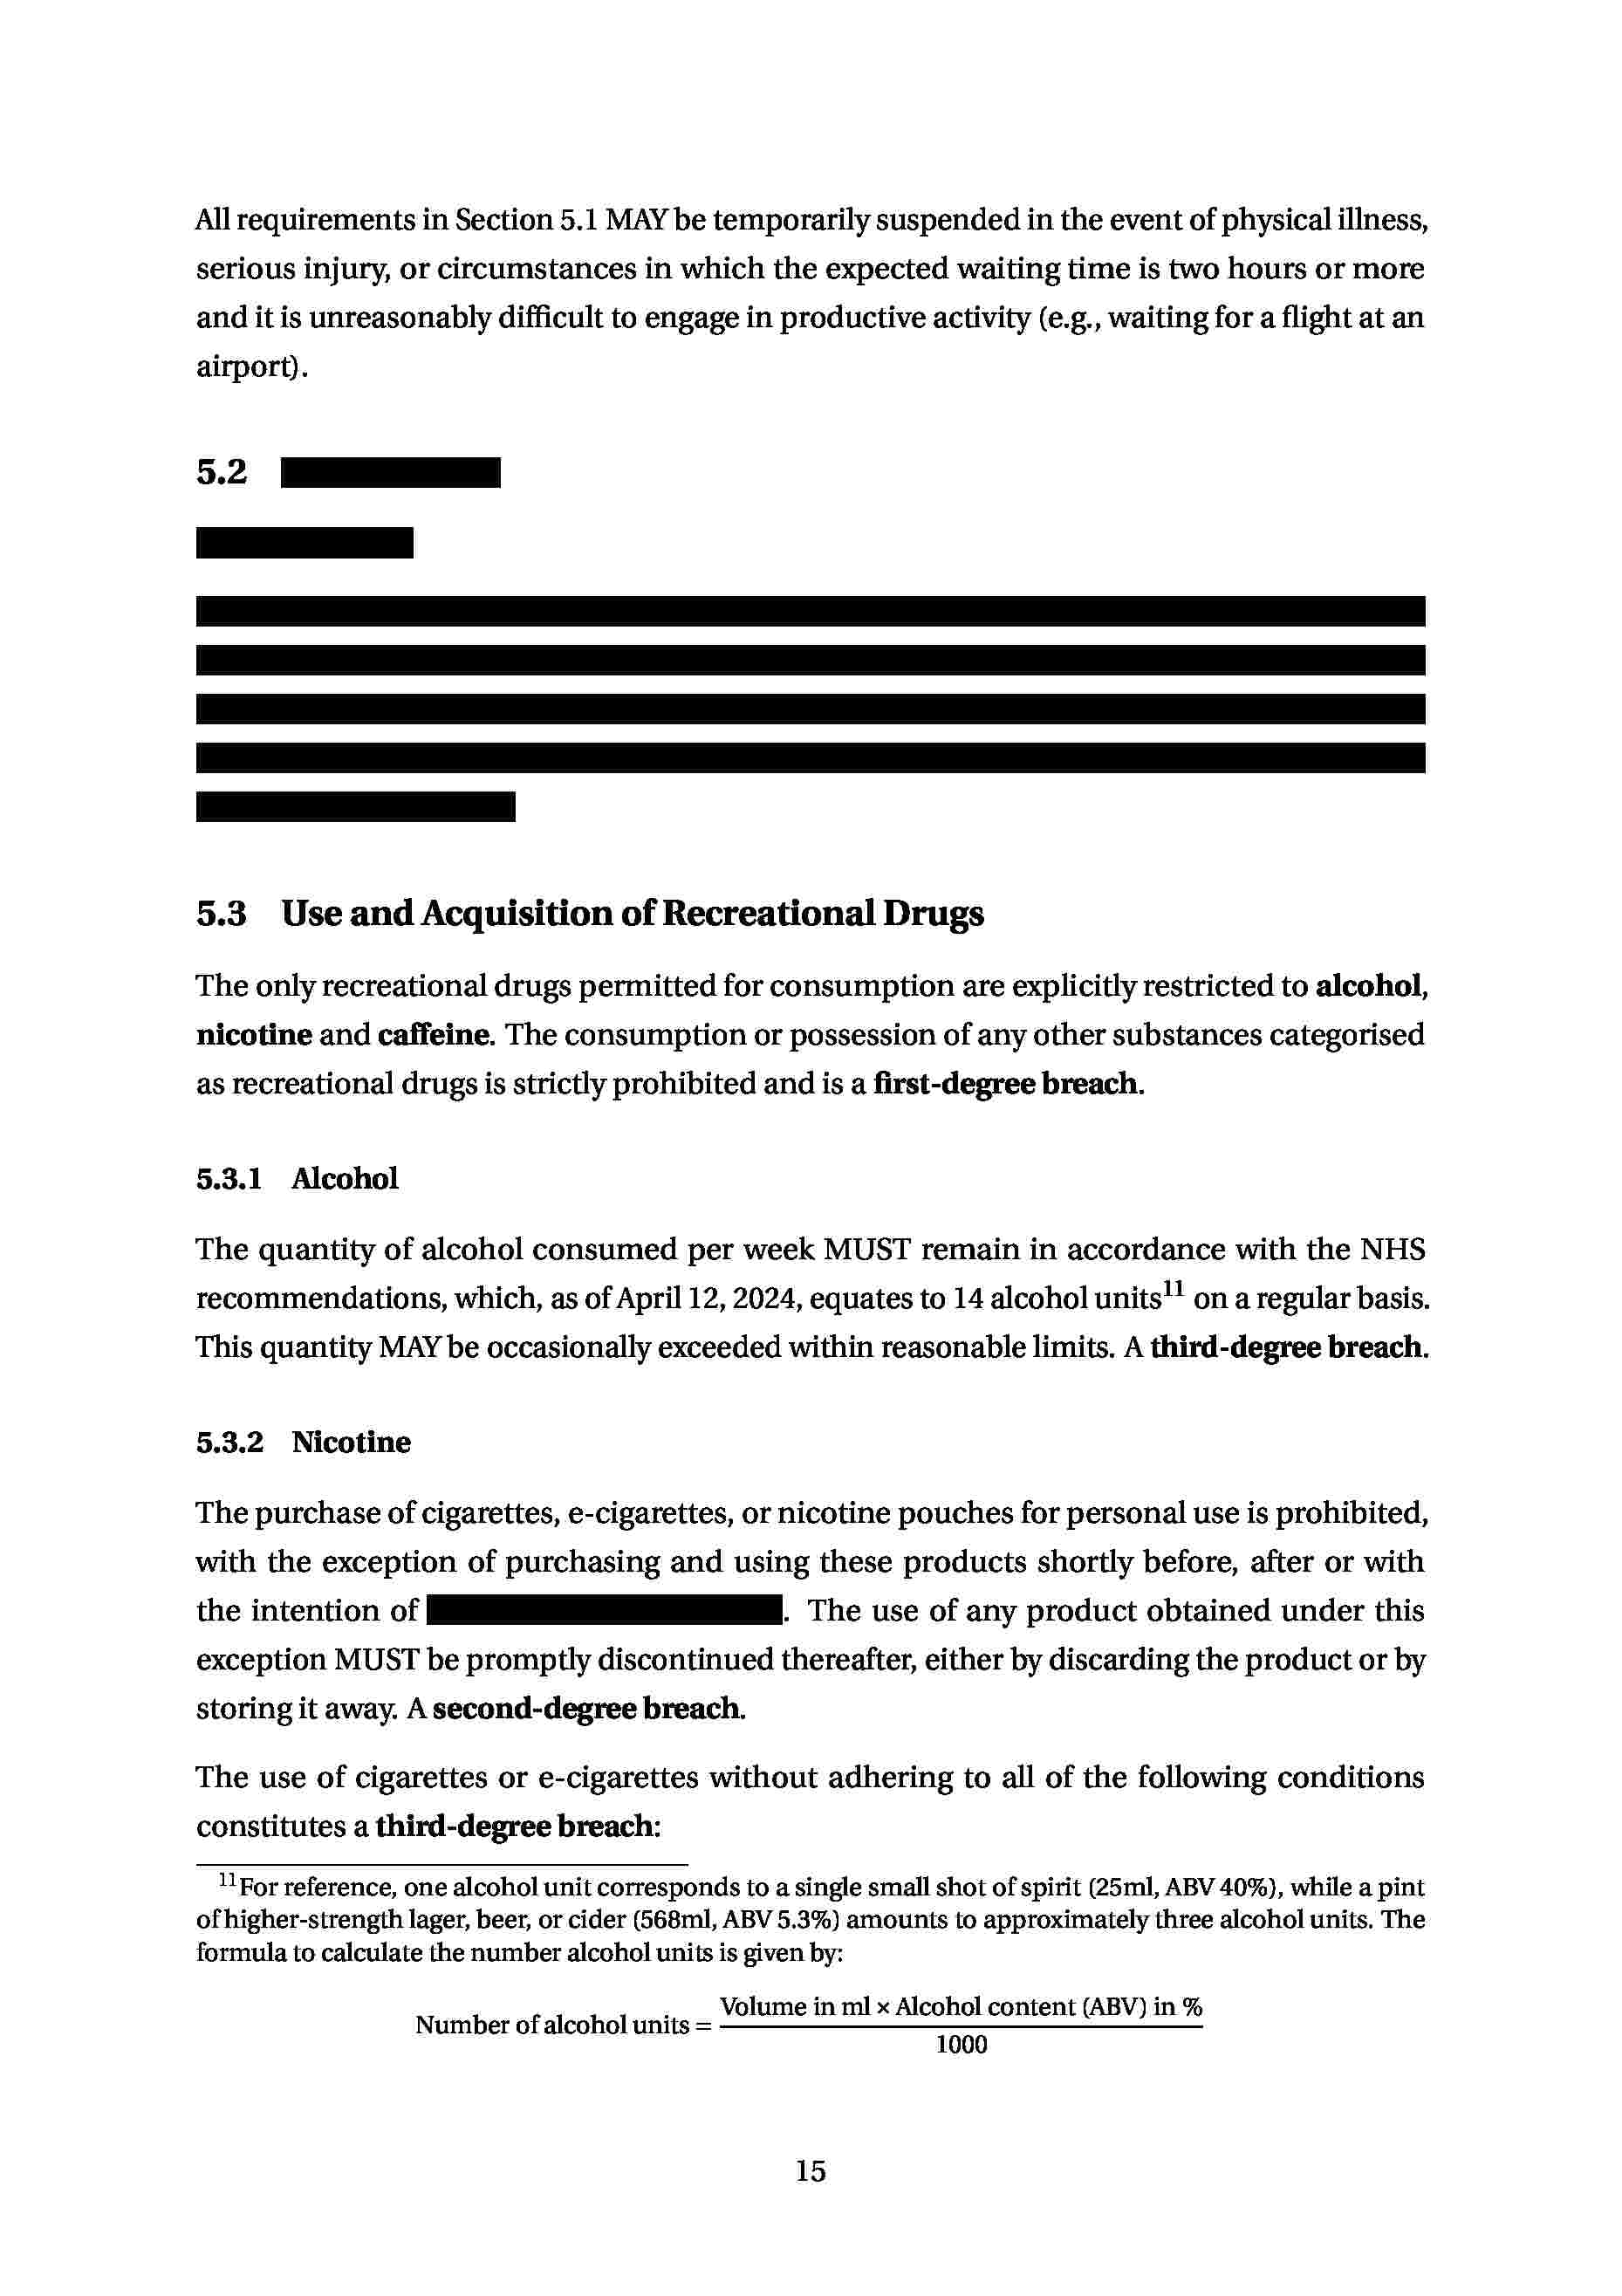 All requirements in Section 5.1 MAY be temporarily suspended in the event of physical illness,
serious injury, or circumstances in which the expected waiting time is two hours or more
and it is unreasonably difficult to engage in productive activity (e.g., waiting for a flight at an
airport).
5.2
5.3 Use and Acquisition of Recreational Drugs
The only recreational drugs permitted for consumption are explicitly restricted to alcohol,
nicotine and caffeine. The consumption or possession of any other substances categorised
as recreational drugs is strictly prohibited and is a first-degree breach.
5.3.1 Alcohol
The quantity of alcohol consumed per week MUST remain in accordance with the NHS
recommendations, which, as of April 12, 2024, equates to 14 alcohol units11 on a regular basis.
This quantity MAY be occasionally exceeded within reasonable limits. A third-degree breach.
5.3.2 Nicotine
The purchase of cigarettes, e-cigarettes, or nicotine pouches for personal use is prohibited,
with the exception of purchasing and using these products shortly before, after or with
the intention of . The use of any product obtained under this
exception MUST be promptly discontinued thereafter, either by discarding the product or by
storing it away. A second-degree breach.
The use of cigarettes or e-cigarettes without adhering to all of the following conditions
constitutes a third-degree breach:
11For reference, one alcohol unit corresponds to a single small shot of spirit (25ml, ABV 40%), while a pint
of higher-strength lager, beer, or cider (568ml, ABV 5.3%) amounts to approximately three alcohol units. The
formula to calculate the number alcohol units is given by:
Number of alcohol units = Volume in ml × Alcohol content (ABV) in %
1000
15